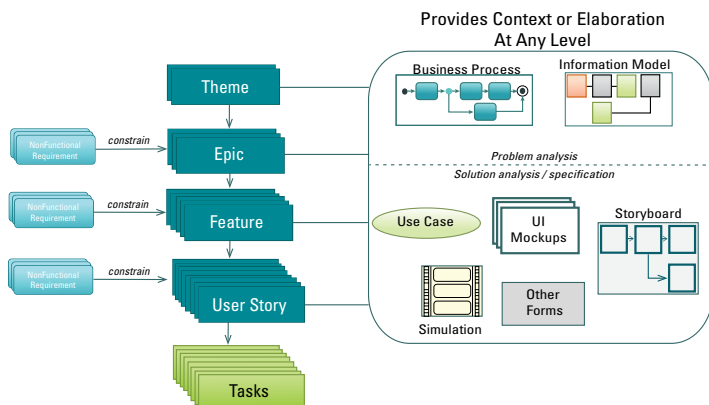 Provides Context or Elaboration
At Any Level
Business Process
Information Model
Theme
NonFunctional
Requirement
constrain
Epic
Problem analysis
Solution analysis / specification
NonFunctional
Requirement
constrain
Feature
Use Case
UI
Mockups
Storyboard
NonFunctional
Requirement
constrain
User Story
Simulation
Other
Forms
Tasks